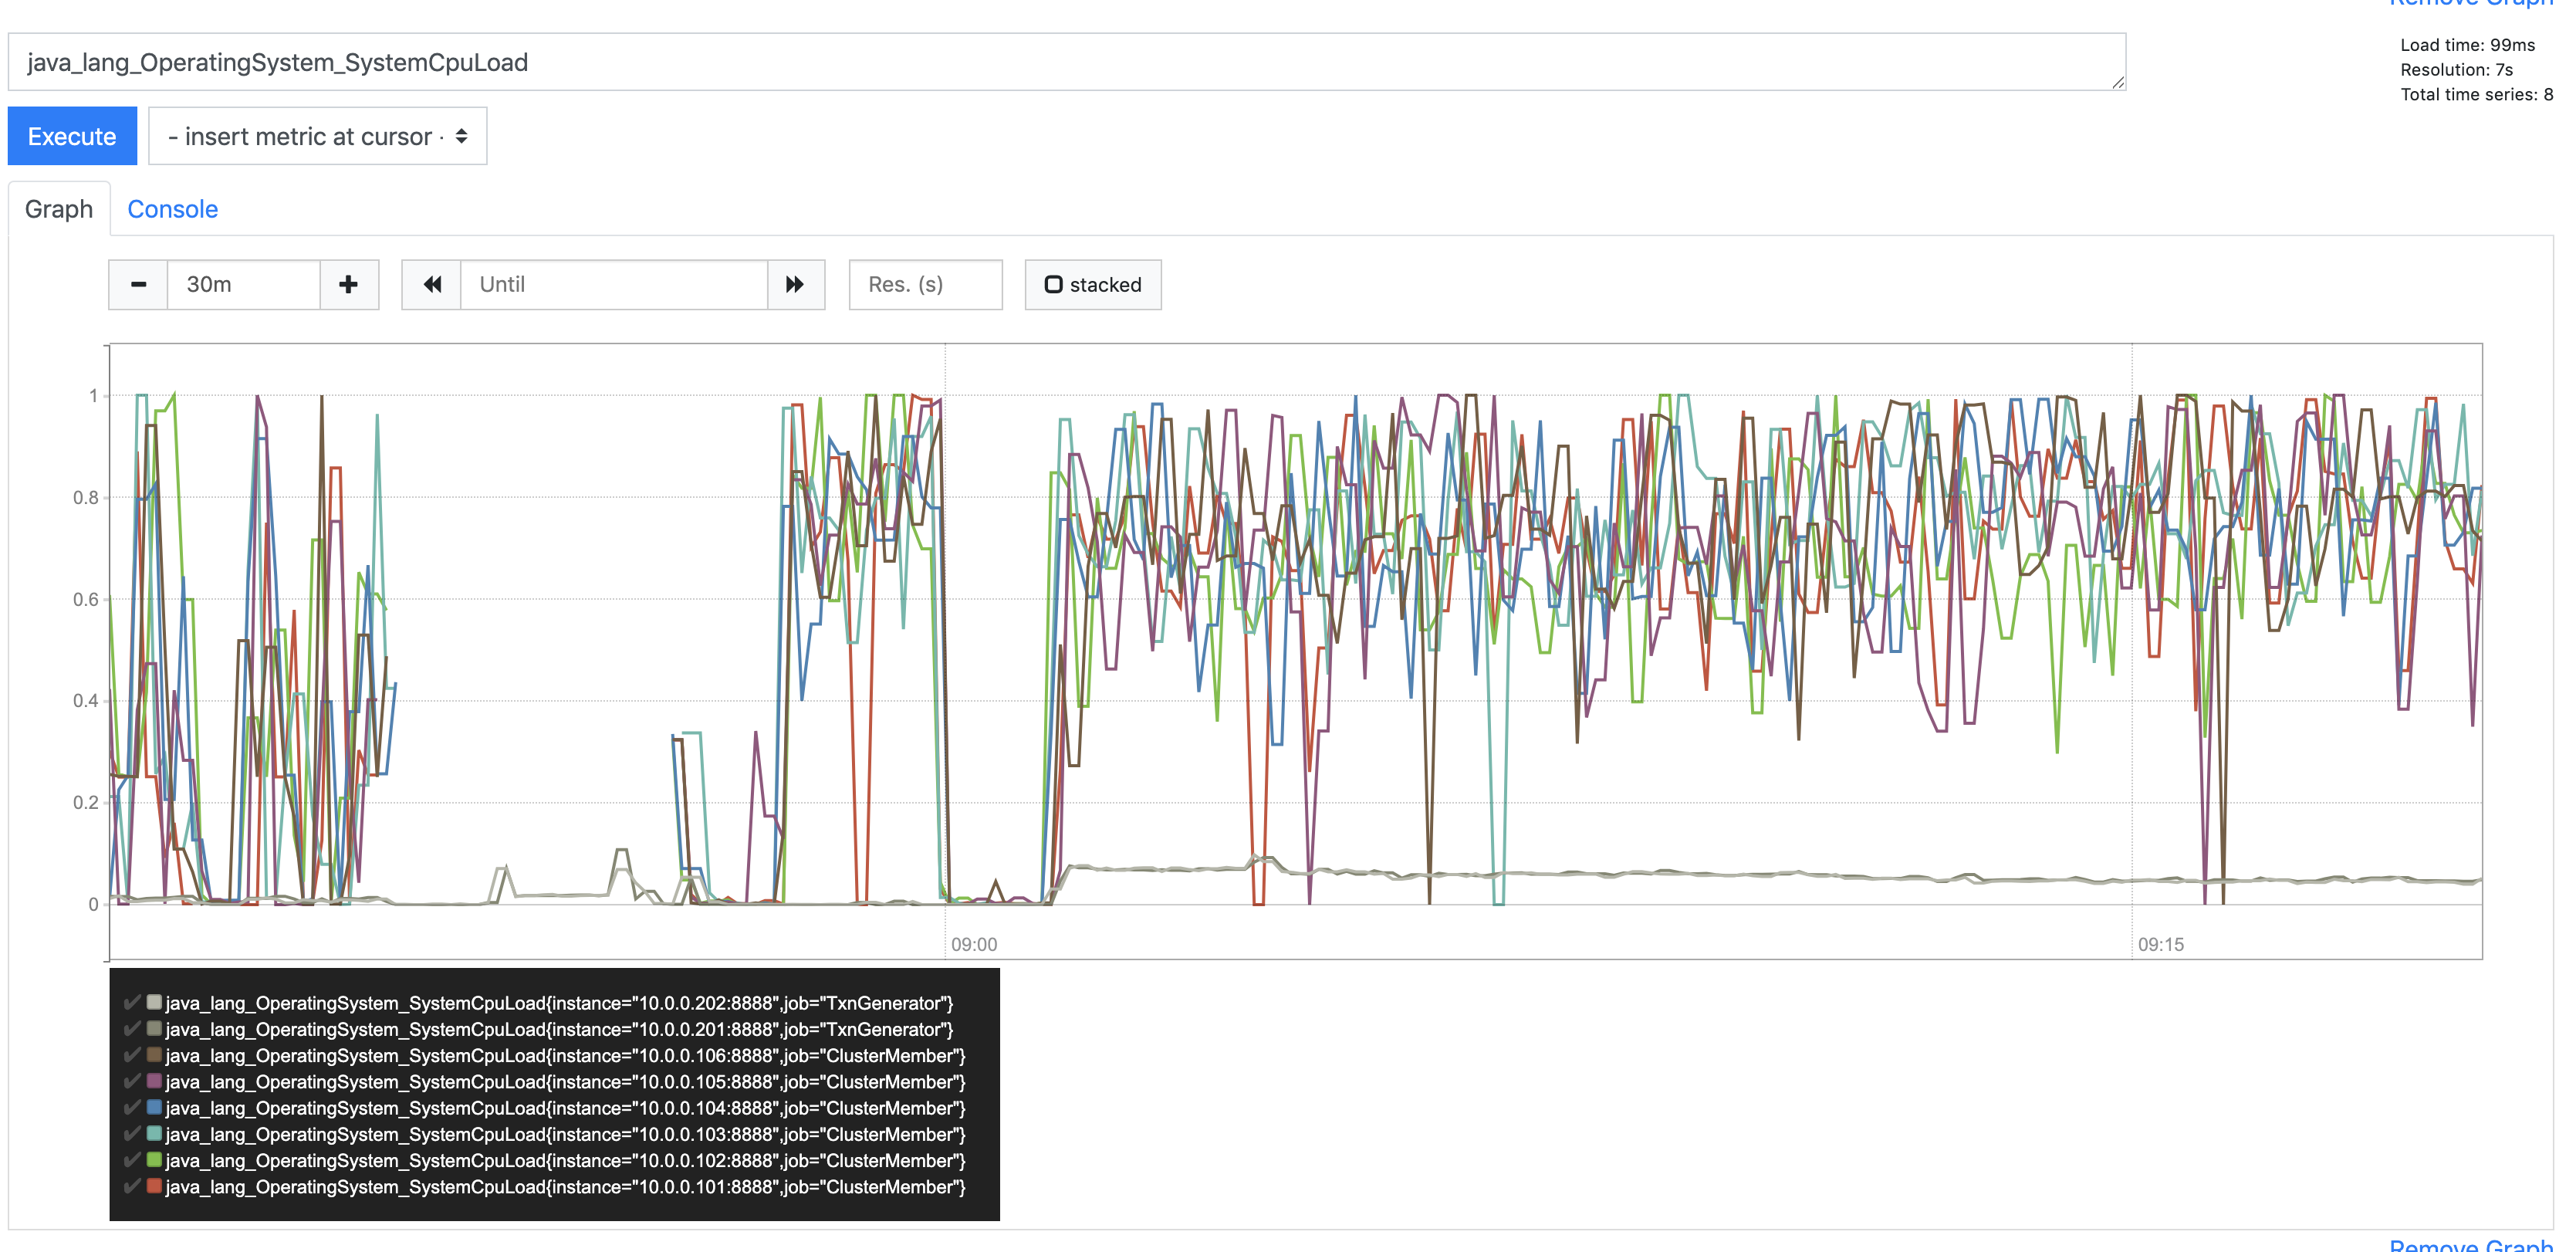 Remove Graph
java_lang_OperatingSystem_SystemCpuLoad
Load time: 99ms
Resolution: 7s
Total time series: 8
Execute
- insert metric at cursor -
Graph
Console
30m
Until
Res. (s)
stacked
1
0.8
0.6
0.4
0.2
0
09:00
09:15
java_lang_OperatingSystem_SystemCpuLoad{instance="10.0.0.202:8888",job="TxnGenerator"}
java_lang_OperatingSystem_SystemCpuLoad{instance="10.0.0.201:8888",job="TxnGenerator"}
java_lang_OperatingSystem_SystemCpuLoad{instance="10.0.0.106:8888",job="ClusterMember"}
java_lang_OperatingSystem_SystemCpuLoad{instance="10.0.0.105:8888",job="ClusterMember"}
java_lang_OperatingSystem_SystemCpuLoad{instance="10.0.0.104:8888",job="ClusterMember"}
java_lang_OperatingSystem_SystemCpuLoad{instance="10.0.0.103:8888",job="ClusterMember"}
java_lang_OperatingSystem_SystemCpuLoad{instance="10.0.0.102:8888",job="ClusterMember"}
java_lang_OperatingSystem_SystemCpuLoad{instance="10.0.0.101:8888",job="ClusterMember"}
Remove Graph